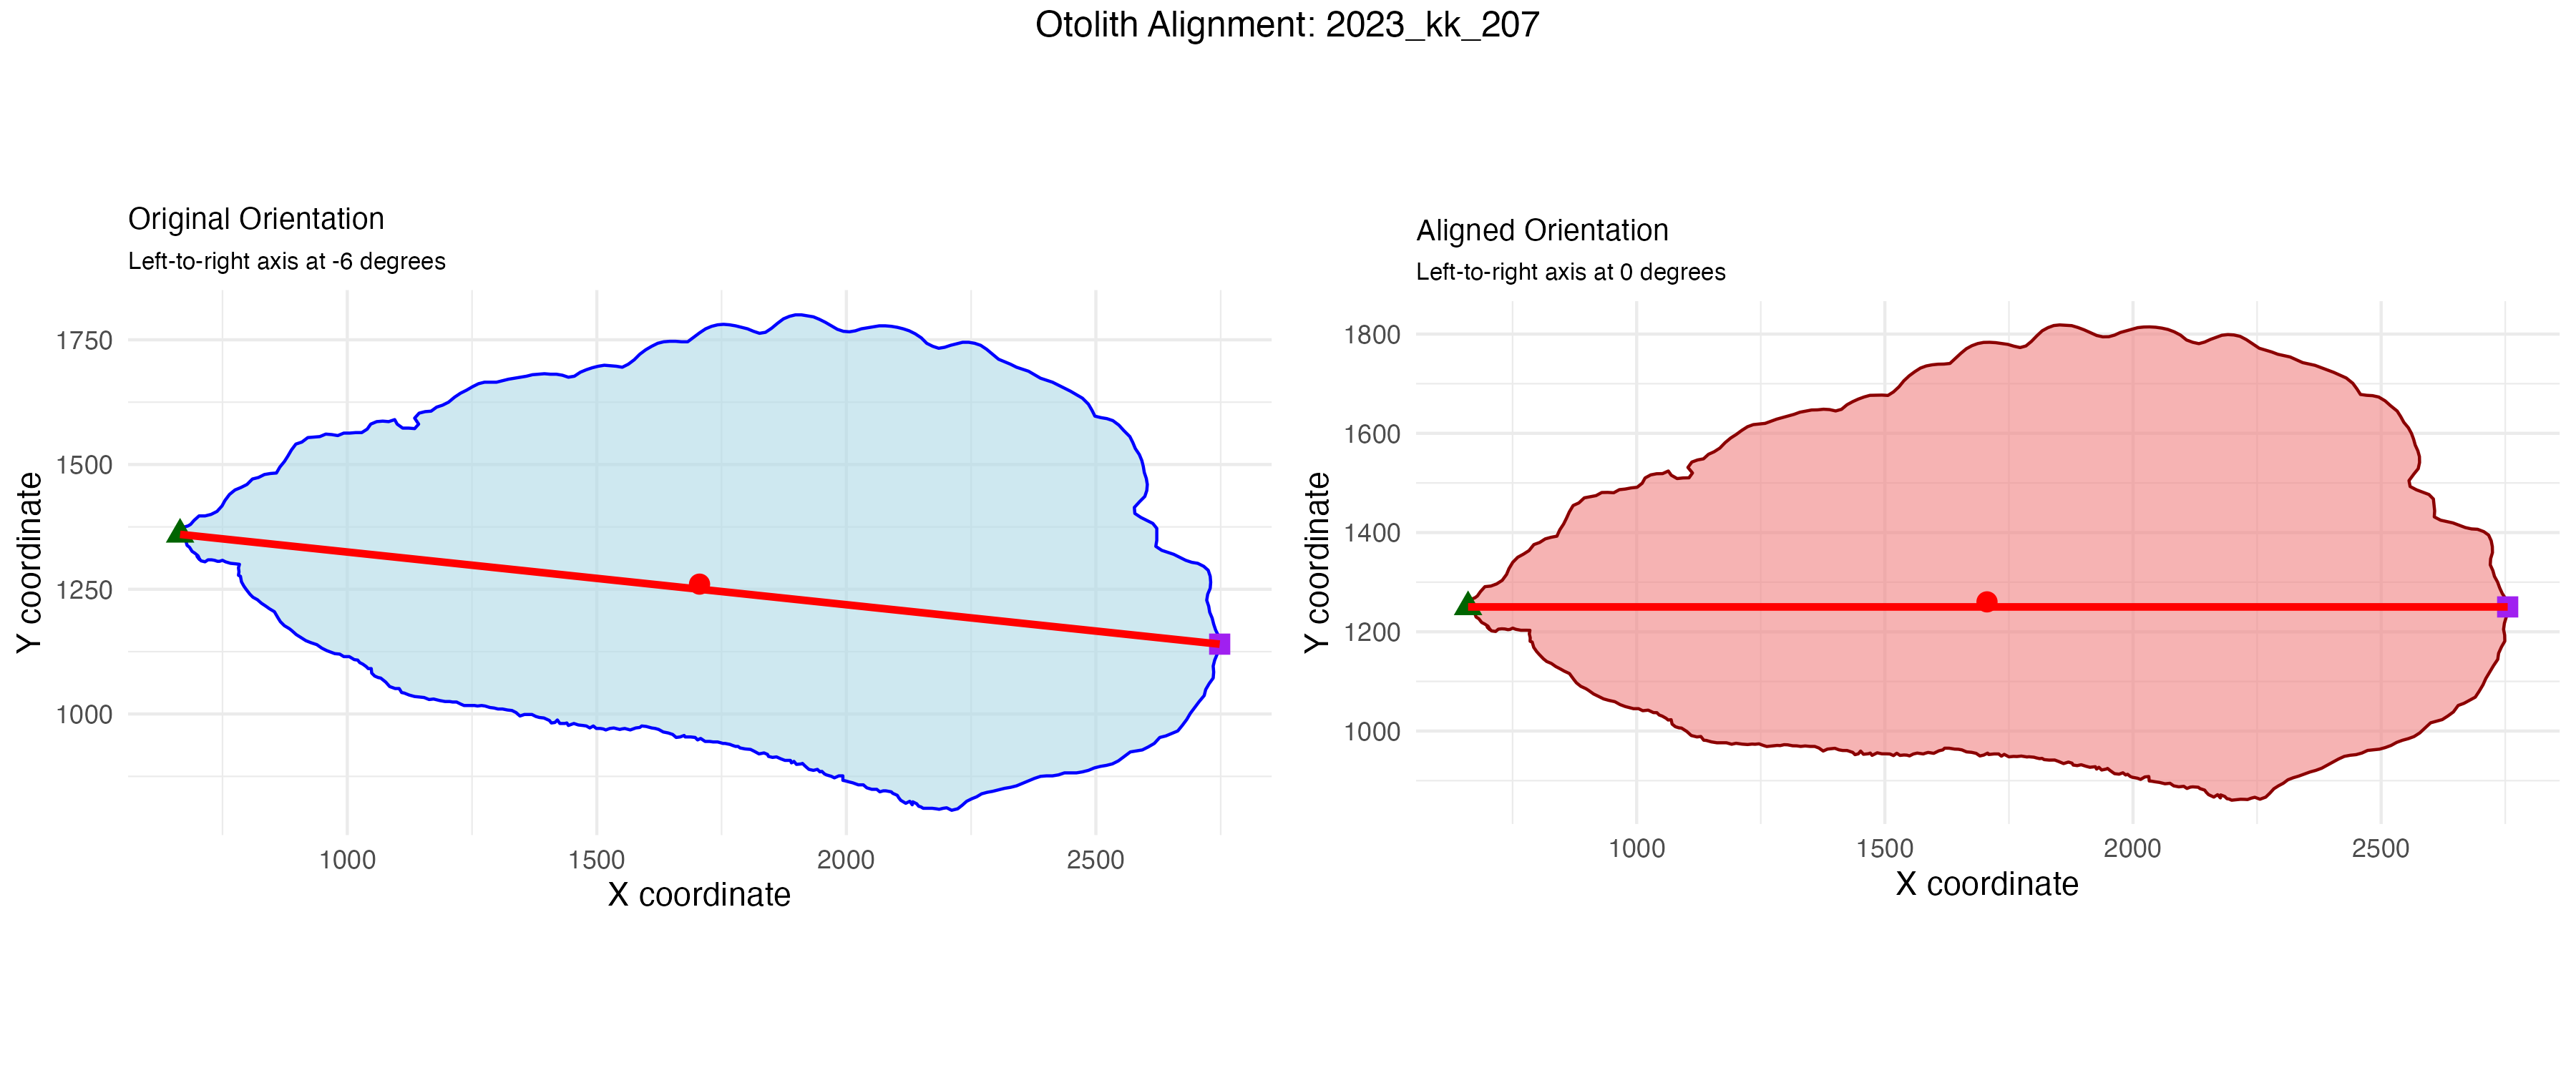 Otolith Alignment: 2023_kk_207
Original Orientation
Left-to-right axis at -6 degrees
1750
1500
1250
1000
Y coordinate
1000 1500 2000 2500
X coordinate
Aligned Orientation
Left-to-right axis at 0 degrees
1800
1600
1400
1200
1000
Y coordinate
1000 1500 2000 2500
X coordinate